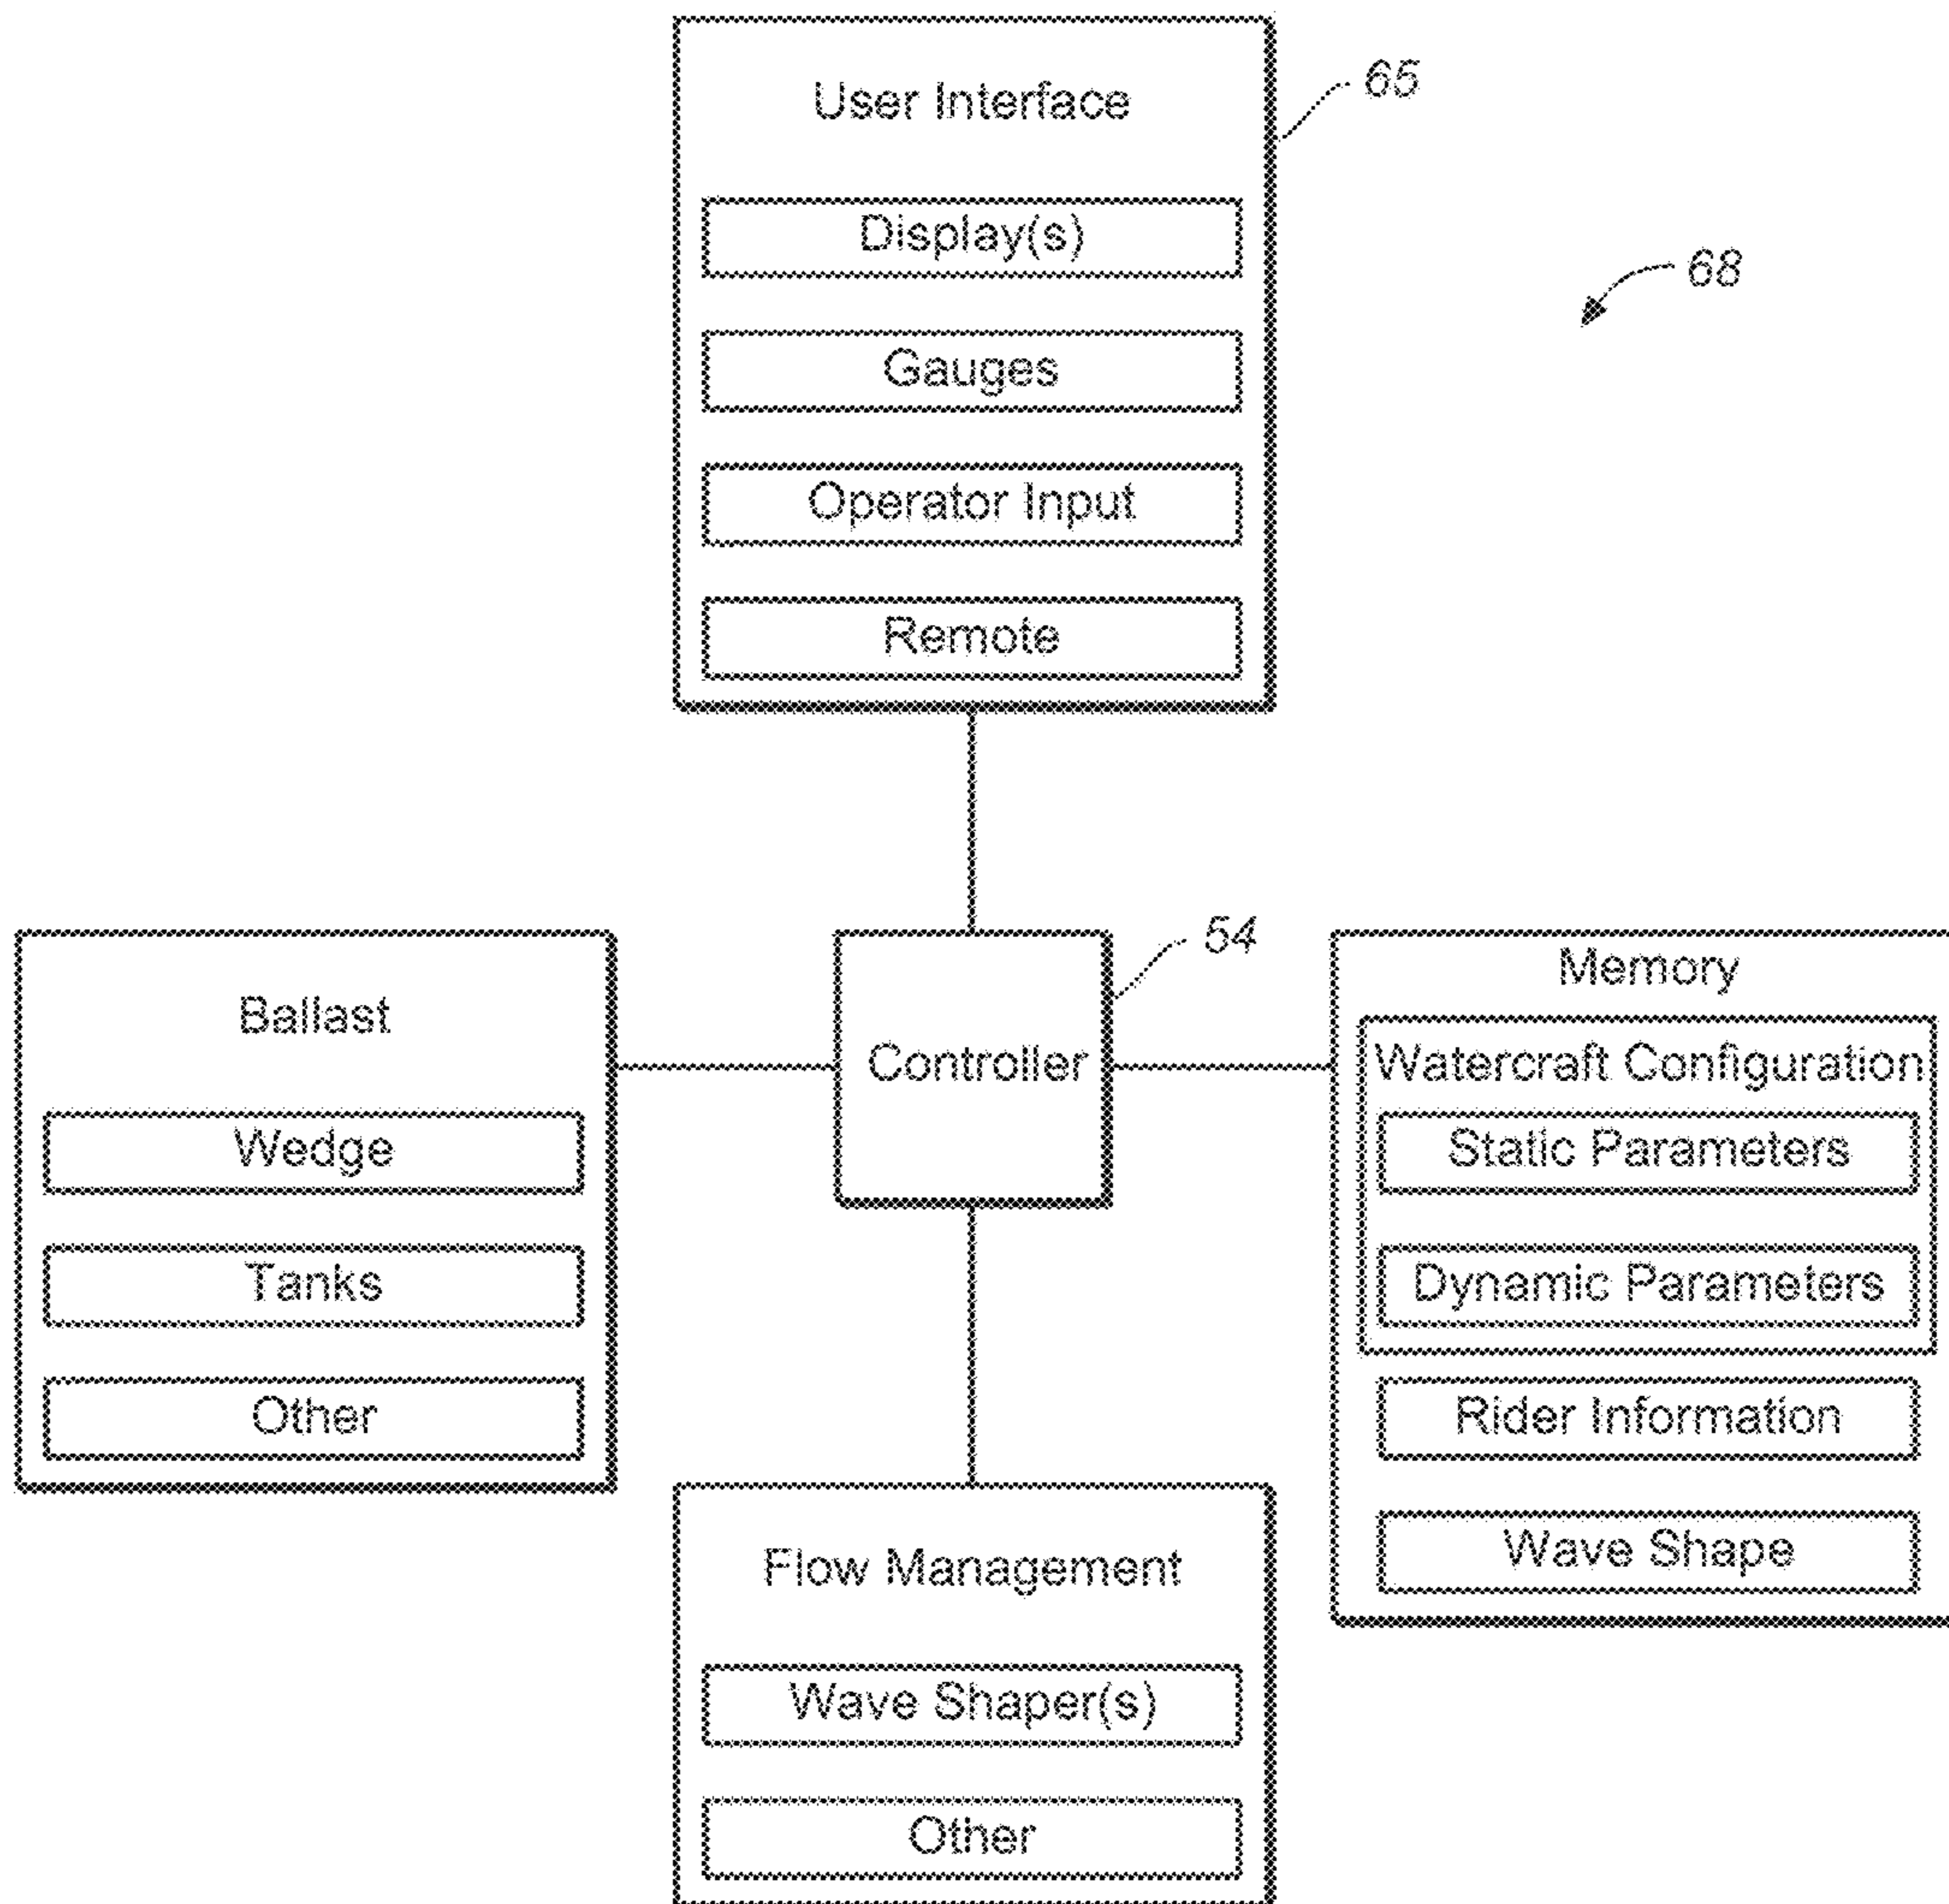 User Interface
65
Display(s)
68
Gauges
Operator Input
Remote
54
Ballast
Wedge
Tanks
Other
Controller
Memory
Watercraft Configuration
Static Parameters
Dynamic Parameters
Rider Information
Wave Shape
Flow Management
Wave Shaper(s)
Other